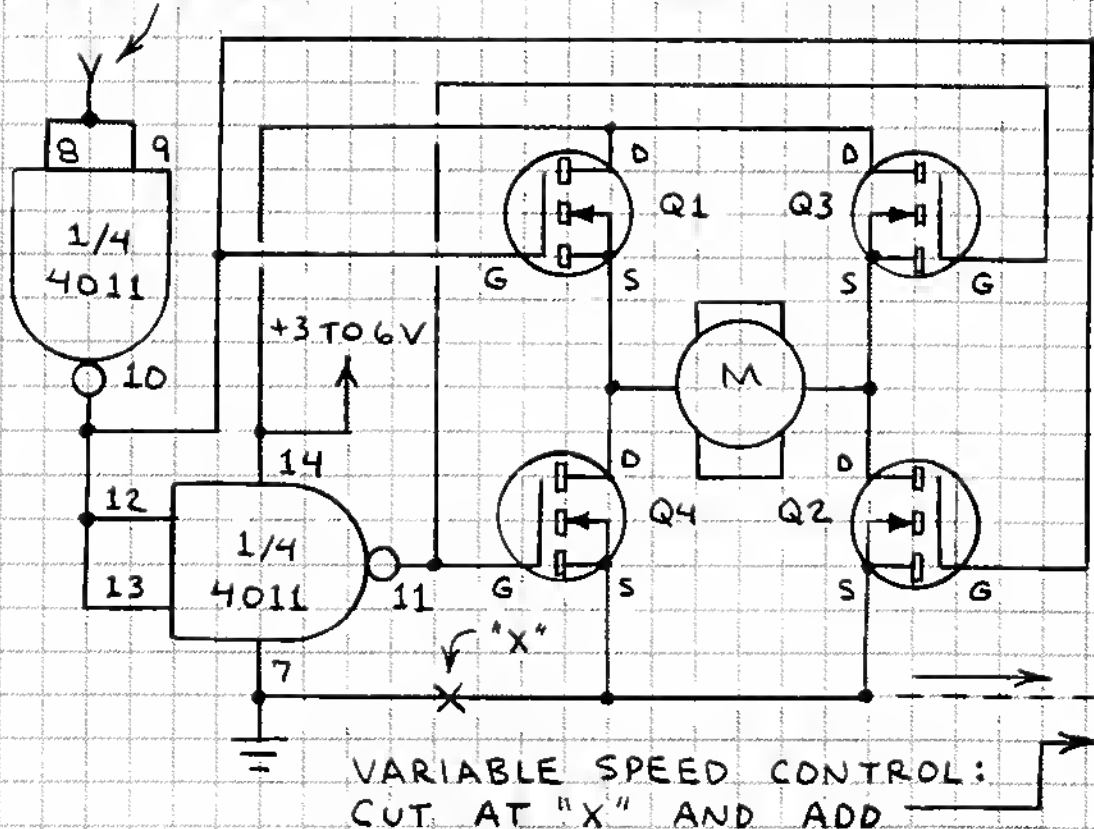 8 9
1/4
4011
10
+3 TO 6V
14
12
13
1/4
4011
11
7
D
Q1
G
S
D
Q3
S
G
M
D
Q4
G
S
D
Q2
S
G
"X"
VARIABLE SPEED CONTROL:
CUT AT "X" AND ADD